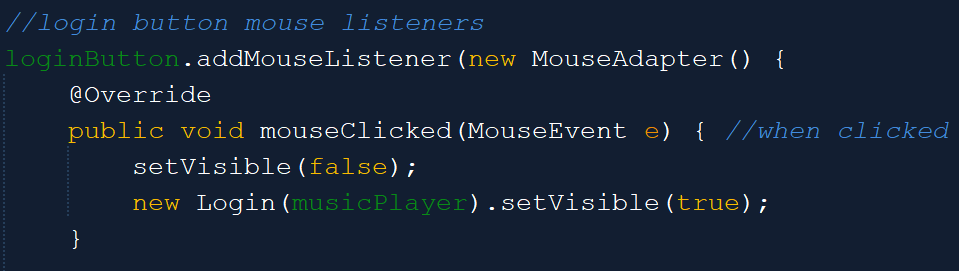 //login button mouse listeners
loginButton.addMouseListener(new MouseAdapter() {
@Override
public void mouseClicked(MouseEvent e) { //when clicked
setVisible(false);
new Login(musicPlayer).setVisible(true);
}